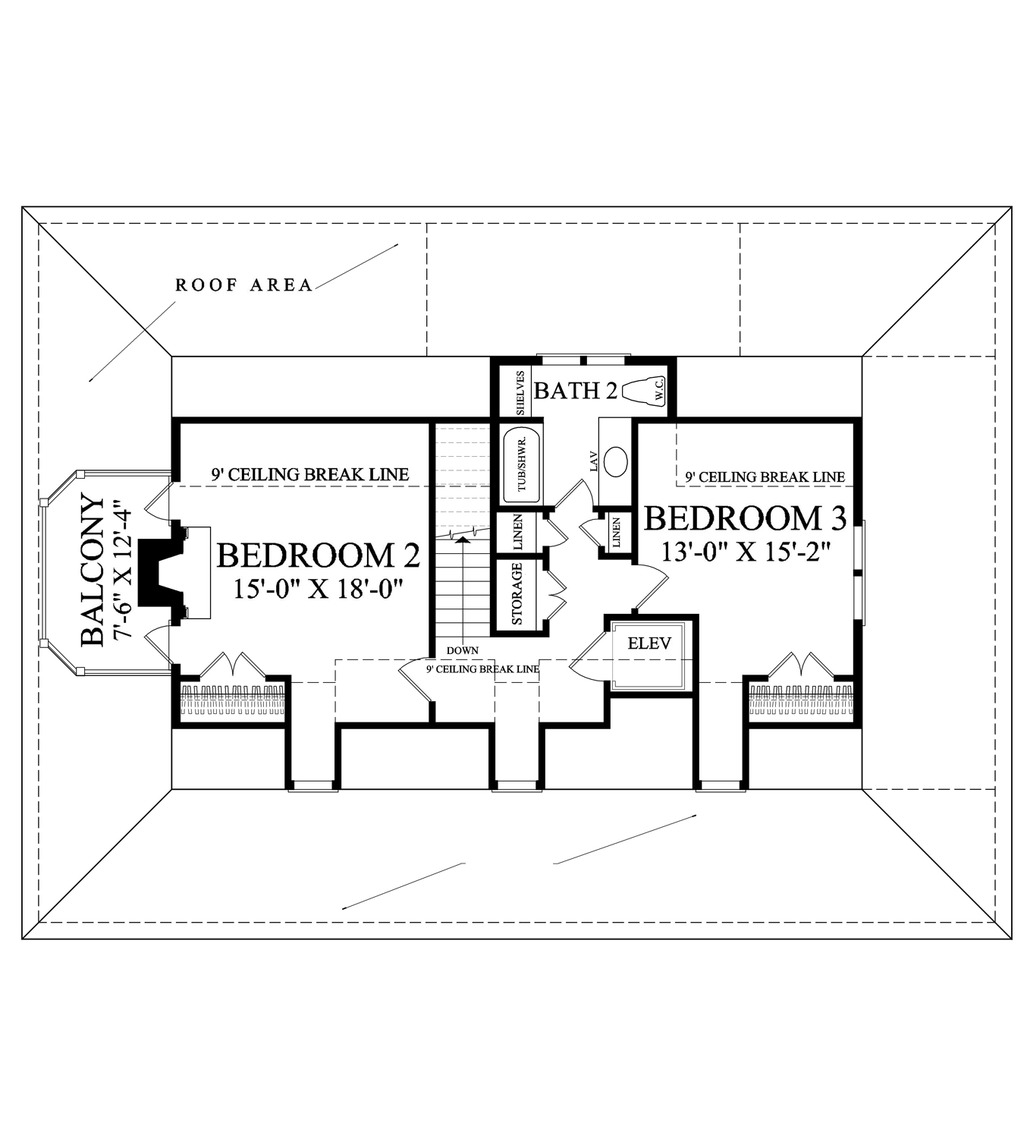 ROOF AREA
SHELVES
BATH 2
W.C.
9' CEILING BREAK LINE
TUB/SHWR.
LAV
9' CEILING BREAK LINE
BALCONY
7'-6" X 12'-4"
BEDROOM 2
15'-0" X 18'-0"
LINEN
LINEN
BEDROOM 3
13'-0" X 15'-2"
STORAGE
DOWN
9' CEILING BREAK LINE
ELEV